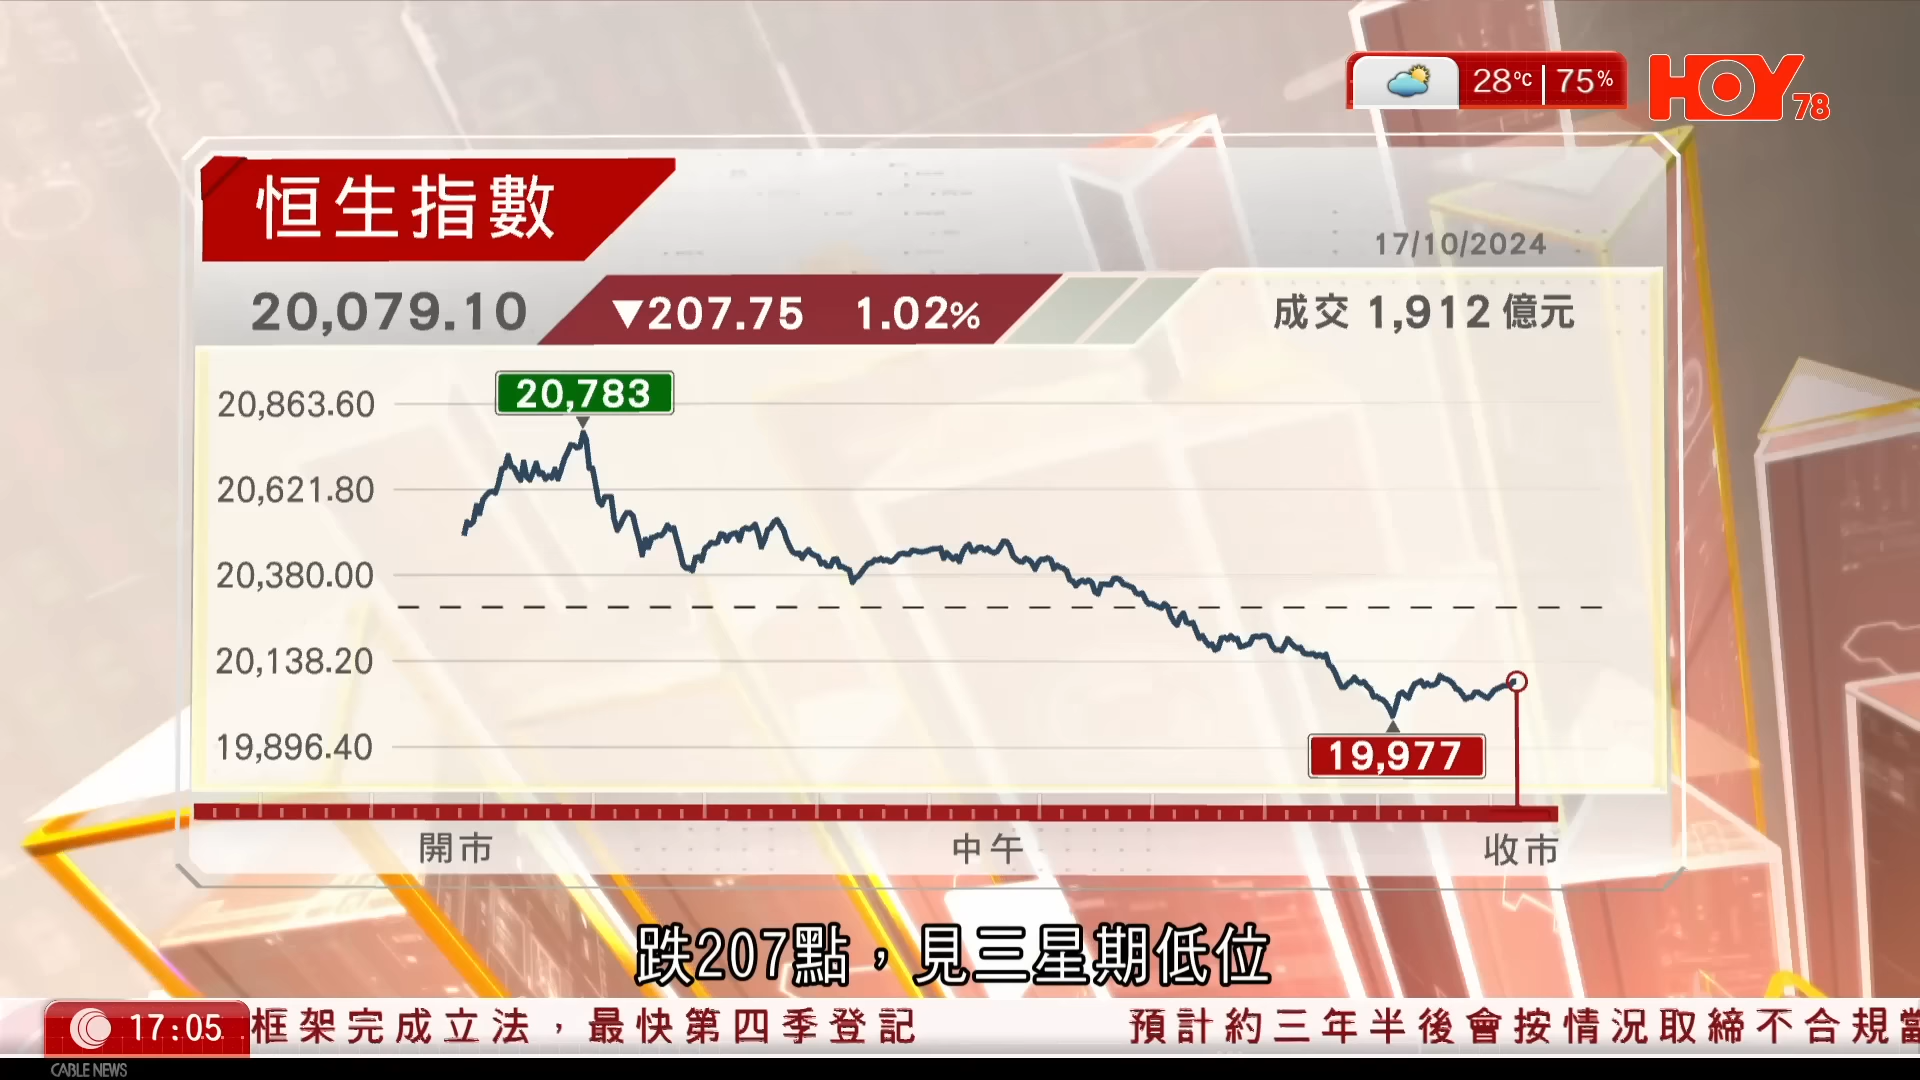 28°C | 75%
HOY 78
恒生指數
17/10/2024
20,079.10
▼207.75 1.02%
成交 1,912 億元
20,863.60
20,783
20,621.80
20,380.00
20,138.20
19,896.40
19,977
開市 中午 收市
跌207點，見三星期低位
17:05 框架完成立法，最快第四季登記 預計約三年半後會按情況取締不合規
CABLE NEWS